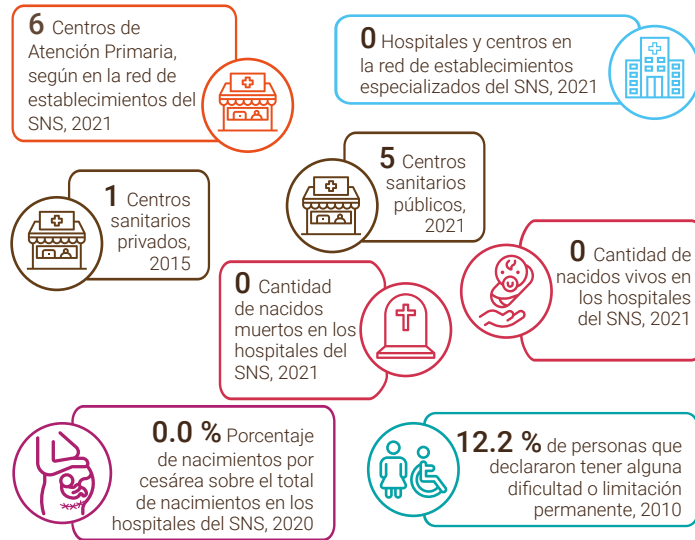 6 Centros de
Atención Primaria,
según en la red de
establecimientos del
SNS, 2021
0 Hospitales y centros en
la red de establecimientos
especializados del SNS, 2021
1 Centros
sanitarios
privados,
2015
5 Centros
sanitarios
públicos,
2021
0 Cantidad
de nacidos
muertos en los
hospitales del
SNS, 2021
0 Cantidad de
nacidos vivos en
los hospitales
del SNS, 2021
0.0 % Porcentaje
de nacimientos por
cesárea sobre el total
de nacimientos en los
hospitales del SNS, 2020
12.2 % de personas que
declararon tener alguna
dificultad o limitación
permanente, 2010